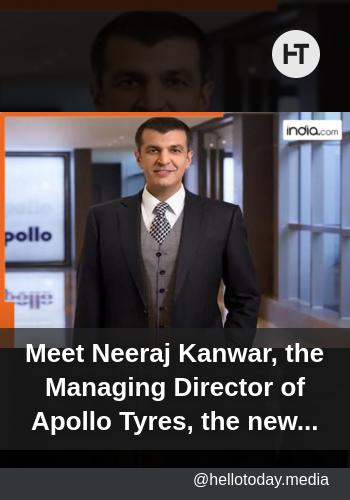 HT
india.com
pollo
Meet Neeraj Kanwar, the
Managing Director of
Apollo Tyres, the new...
@hellotoday.media